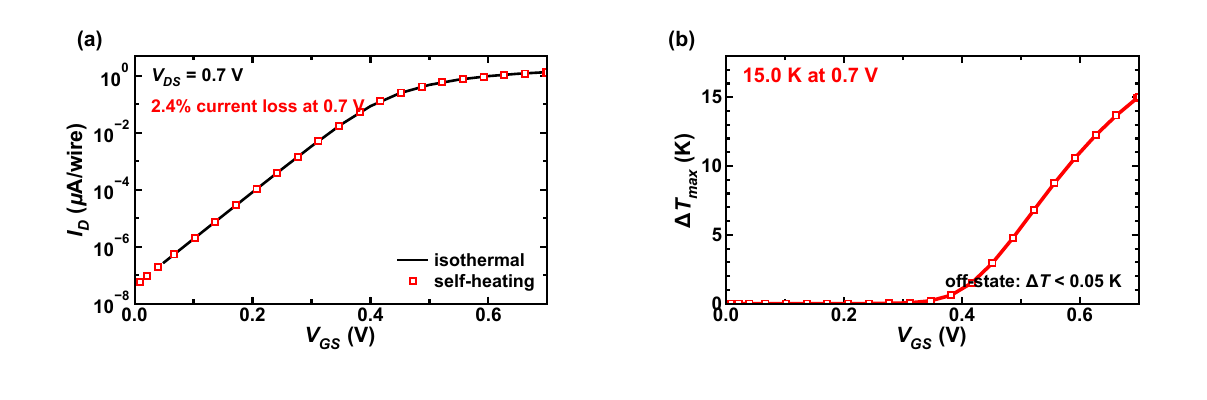 (a)
V_DS = 0.7 V
2.4% current loss at 0.7 V
10^0
10^−2
10^−4
10^−6
10^−8
I_D (μA/wire)
isothermal
self-heating
0.0 0.2 0.4 0.6
V_GS (V)
(b)
15.0 K at 0.7 V
15
10
5
0
ΔT_max (K)
off-state: ΔT < 0.05 K
0.0 0.2 0.4 0.6
V_GS (V)